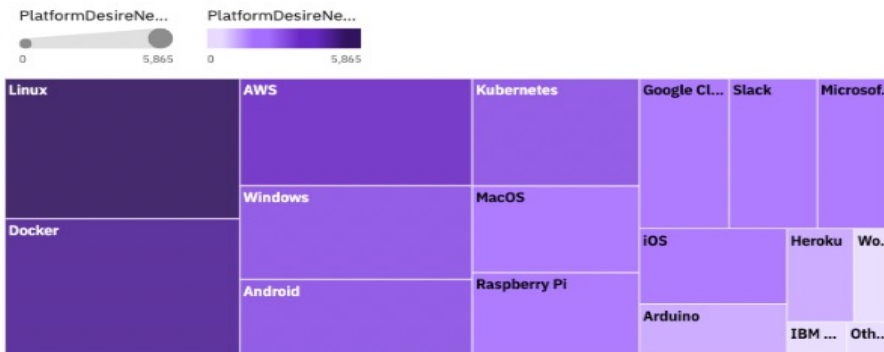 PlatformDesireNe... PlatformDesireNe...
0 5,865 0 5,865
Linux AWS Kubernetes Google Cl... Slack Microsof...
Windows MacOS
Docker iOS Heroku Wo...
Android Raspberry Pi
Arduino
IBM ... Oth...